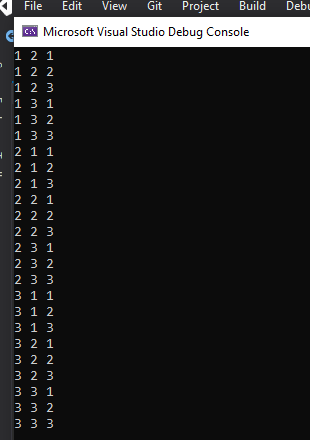 File Edit View Git Project Build
Microsoft Visual Studio Debug Console
1 2 1
1 2 2
1 2 3
1 3 1
1 3 2
1 3 3
2 1 1
2 1 2
2 1 3
2 2 1
2 2 2
2 2 3
2 3 1
2 3 2
2 3 3
3 1 1
3 1 2
3 1 3
3 2 1
3 2 2
3 2 3
3 3 1
3 3 2
3 3 3